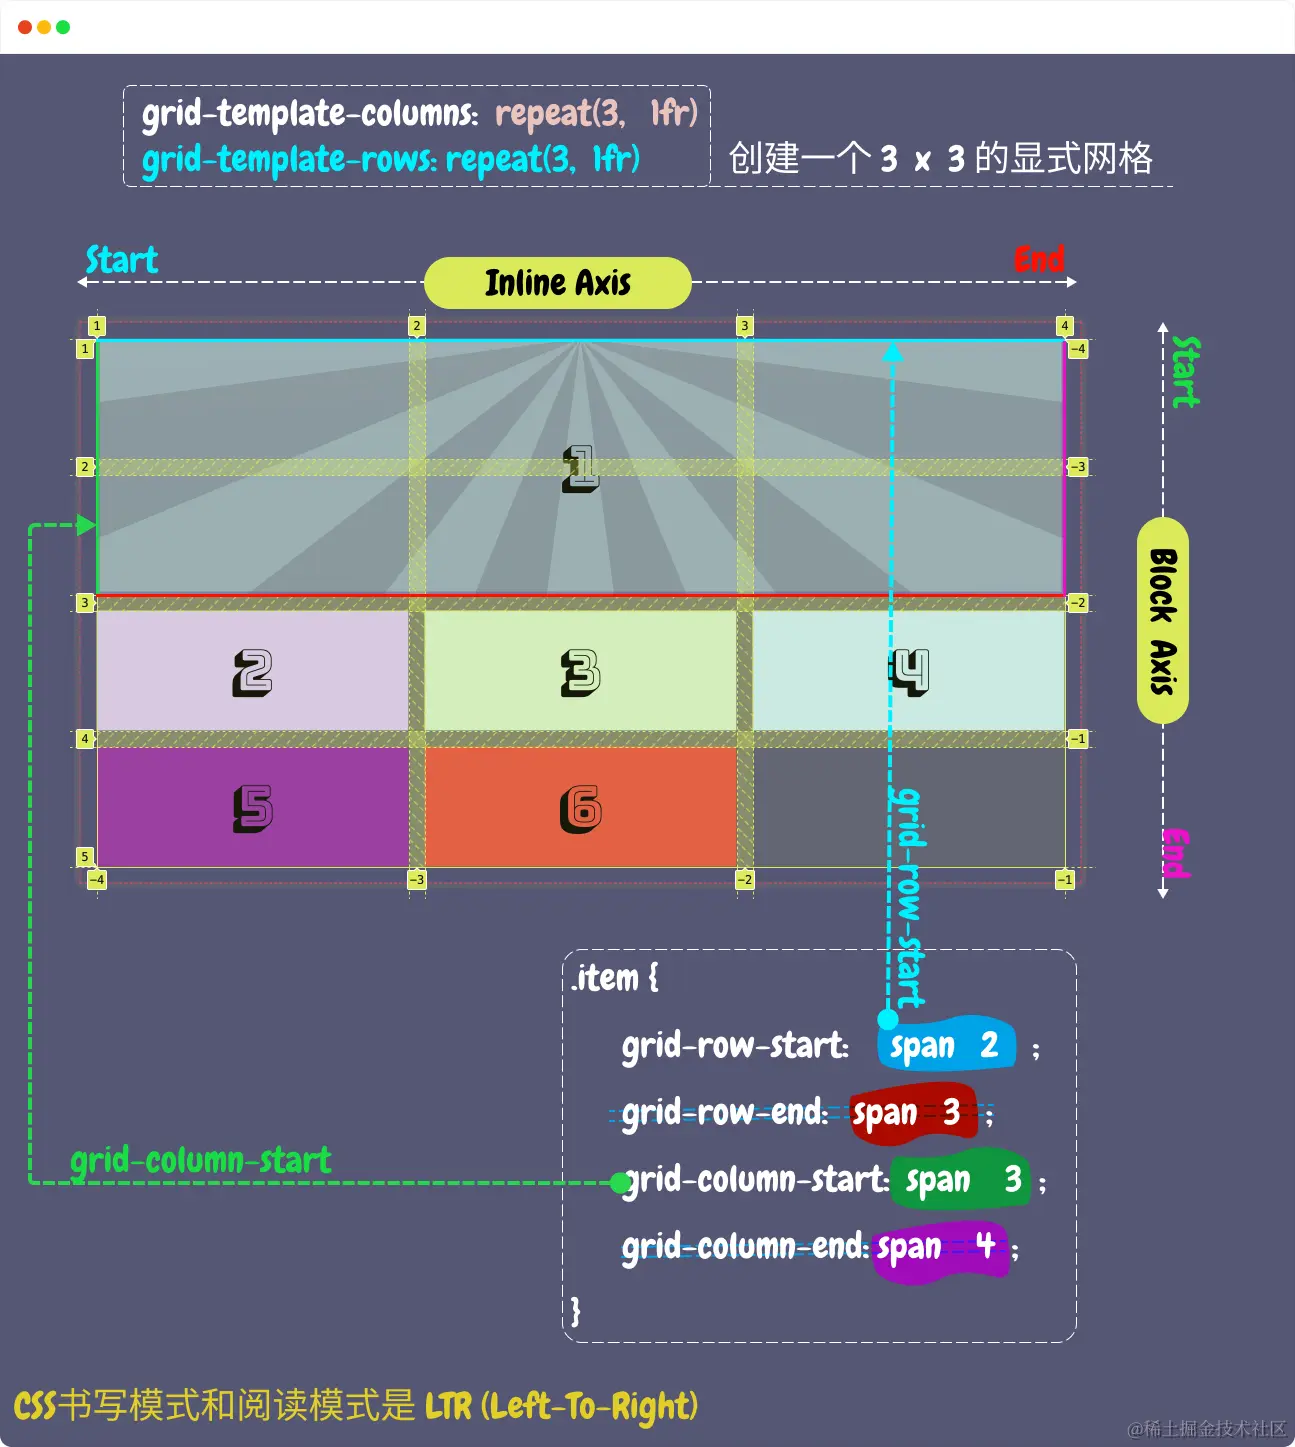 grid-template-columns: repeat(3, 1fr)
grid-template-rows: repeat(3, 1fr)
创建一个 3 x 3 的显式网格
Start
End
Inline Axis
1 2 3 4
1 -4
Start
1
2 -3
Block Axis
3 -2
2 3 4
4 -1
5 6
End
5
-4 -3 -2 -1
grid-row-start
.item {
grid-row-start: span 2 ;
grid-row-end: span 3 ;
grid-column-start
grid-column-start: span 3 ;
grid-column-end: span 4 ;
}
CSS书写模式和阅读模式是 LTR (Left-To-Right)
@稀土掘金技术社区